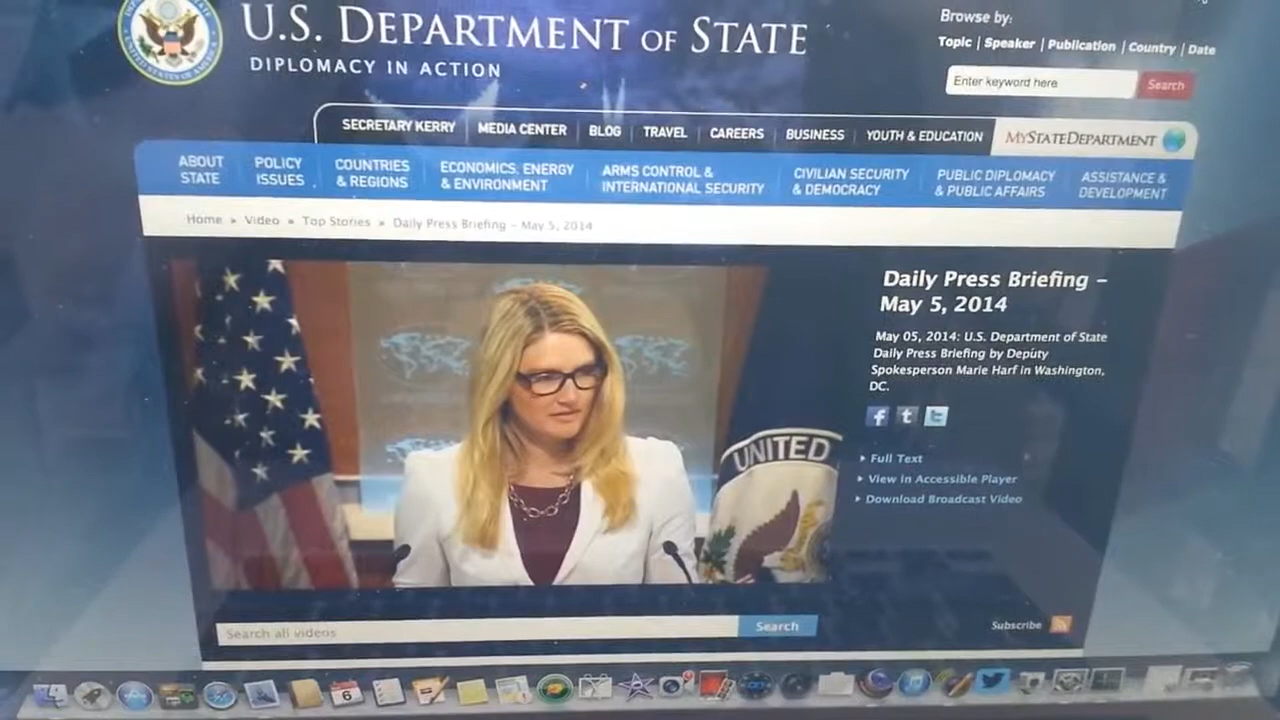 U.S. DEPARTMENT OF STATE
DIPLOMACY IN ACTION
Browse by:
Topic | Speaker | Publication | Country | Date
Enter keyword here
Search
SECRETARY KERRY
MEDIA CENTER
BLOG
TRAVEL
CAREERS
BUSINESS
YOUTH & EDUCATION
MYSTATEDEPARTMENT
ABOUT
STATE
POLICY
ISSUES
COUNTRIES
& REGIONS
ECONOMICS, ENERGY
& ENVIRONMENT
ARMS CONTROL &
INTERNATIONAL SECURITY
CIVILIAN SECURITY
& DEMOCRACY
PUBLIC DIPLOMACY
& PUBLIC AFFAIRS
ASSISTANCE &
DEVELOPMENT
Home » Video » Top Stories » Daily Press Briefing – May 5, 2014
UNITED
Daily Press Briefing –
May 5, 2014
May 05, 2014: U.S. Department of State
Daily Press Briefing by Deputy
Spokesperson Marie Harf in Washington,
DC.
Full Text
View in Accessible Player
Download Broadcast Video
Search all videos
Search
Subscribe
6